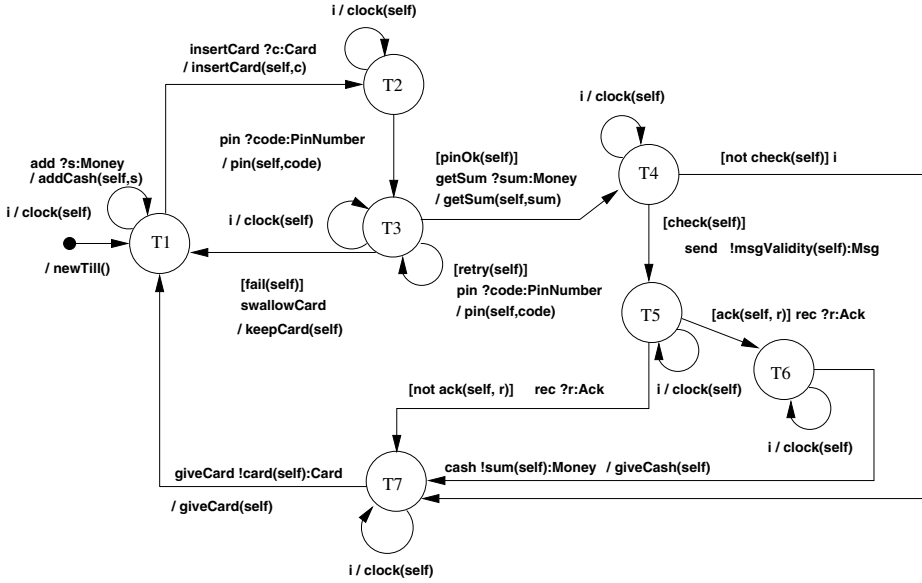 i / clock(self)
insertCard ?c:Card
/ insertCard(self,c)
T2
i / clock(self)
pin ?code:PinNumber
/ pin(self,code)
[pinOk(self)]
getSum ?sum:Money
/ getSum(self,sum)
T4
[not check(self)] i
add ?s:Money
/ addCash(self,s)
i / clock(self)
i / clock(self)
T1
T3
[check(self)]
send !msgValidity(self):Msg
/ newTill()
[fail(self)]
swallowCard
/ keepCard(self)
[retry(self)]
pin ?code:PinNumber
/ pin(self,code)
T5
[ack(self, r)] rec ?r:Ack
T6
i / clock(self)
[not ack(self, r)] rec ?r:Ack
i / clock(self)
giveCard !card(self):Card
/ giveCard(self)
T7
cash !sum(self):Money / giveCash(self)
i / clock(self)